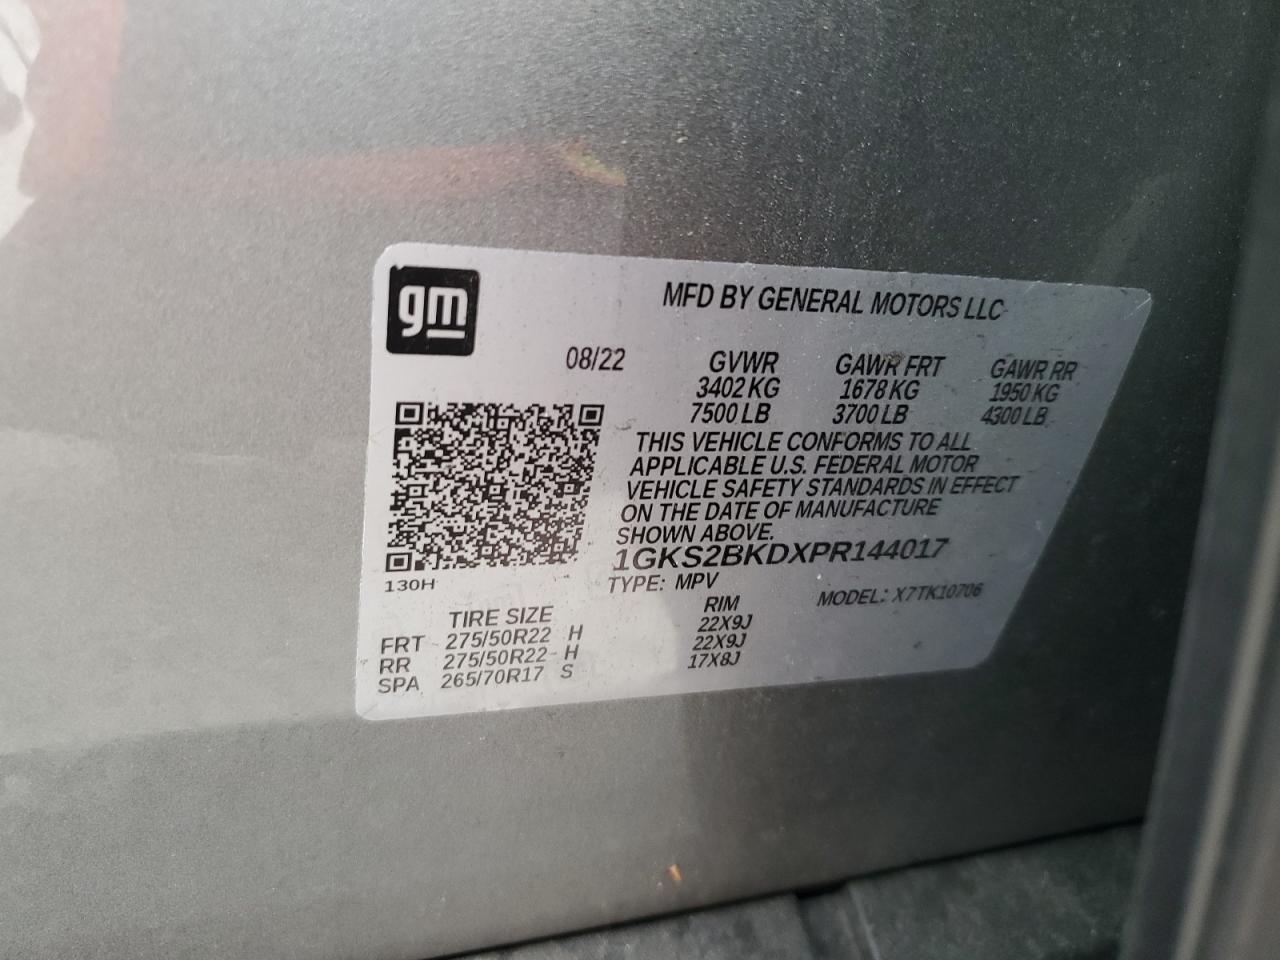 gm
MFD BY GENERAL MOTORS LLC
08/22 GVWR GAWR FRT GAWR RR
3402 KG 1678 KG 1950 KG
7500 LB 3700 LB 4300 LB
THIS VEHICLE CONFORMS TO ALL
APPLICABLE U.S. FEDERAL MOTOR
VEHICLE SAFETY STANDARDS IN EFFECT
ON THE DATE OF MANUFACTURE
SHOWN ABOVE.
1GKS2BKDXPR144017
130H
TYPE: MPV MODEL: X7TK10706
TIRE SIZE RIM
FRT 275/50R22 H 22X9J
RR 275/50R22 H 22X9J
SPA 265/70R17 S 17X8J